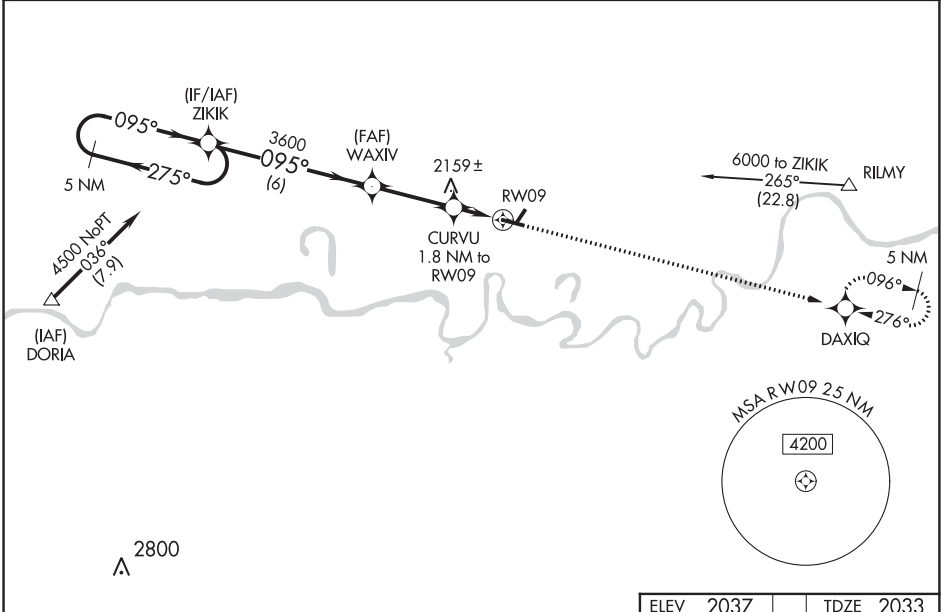 (IF/IAF)
ZIKIK
095°
275°
5 NM
3600
095°
(6)
(FAF)
WAXIV
2159 ±
CURVU
1.8 NM to
RW09
RW09
6000 to ZIKIK
265°
(22.8)
RILMY
4500 NoPT
036°
(7.9)
(IAF)
DORIA
5 NM
096°
276°
DAXIQ
MSA RW09 25 NM
4200
2800
ELEV 2037
TDZE 2033